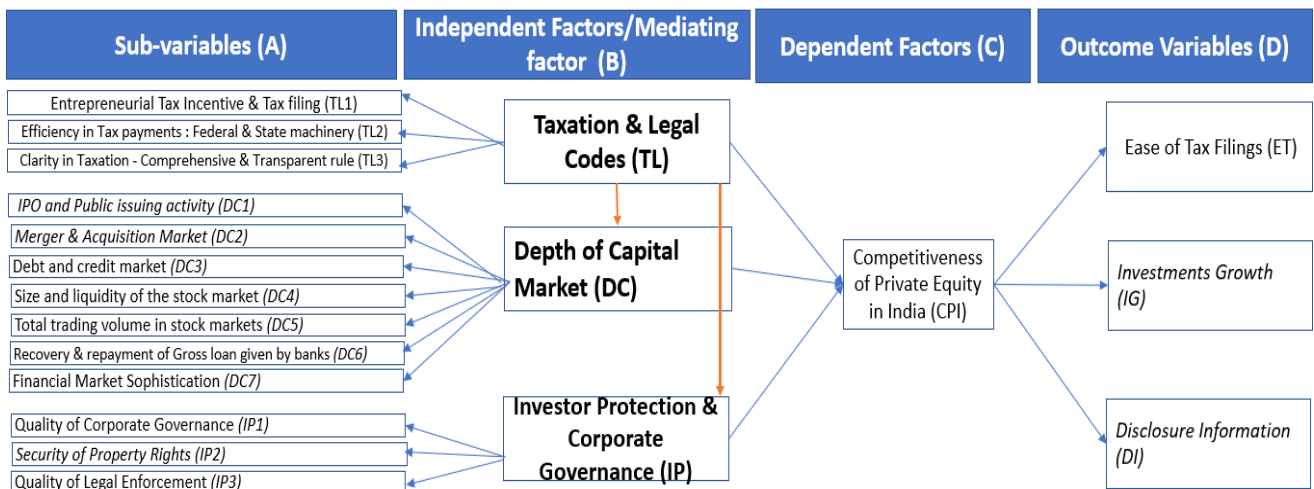 Sub-variables (A)
Independent Factors/Mediating
factor (B)
Dependent Factors (C)
Outcome Variables (D)
Entrepreneurial Tax Incentive & Tax filing (TL1)
Efficiency in Tax payments : Federal & State machinery (TL2)
Clarity in Taxation - Comprehensive & Transparent rule (TL3)
IPO and Public issuing activity (DC1)
Merger & Acquisition Market (DC2)
Debt and credit market (DC3)
Size and liquidity of the stock market (DC4)
Total trading volume in stock markets (DC5)
Recovery & repayment of Gross loan given by banks (DC6)
Financial Market Sophistication (DC7)
Quality of Corporate Governance (IP1)
Security of Property Rights (IP2)
Quality of Legal Enforcement (IP3)
Taxation & Legal
Codes (TL)
Depth of Capital
Market (DC)
Investor Protection &
Corporate
Governance (IP)
Competitiveness
of Private Equity
in India (CPI)
Ease of Tax Filings (ET)
Investments Growth
(IG)
Disclosure Information
(DI)